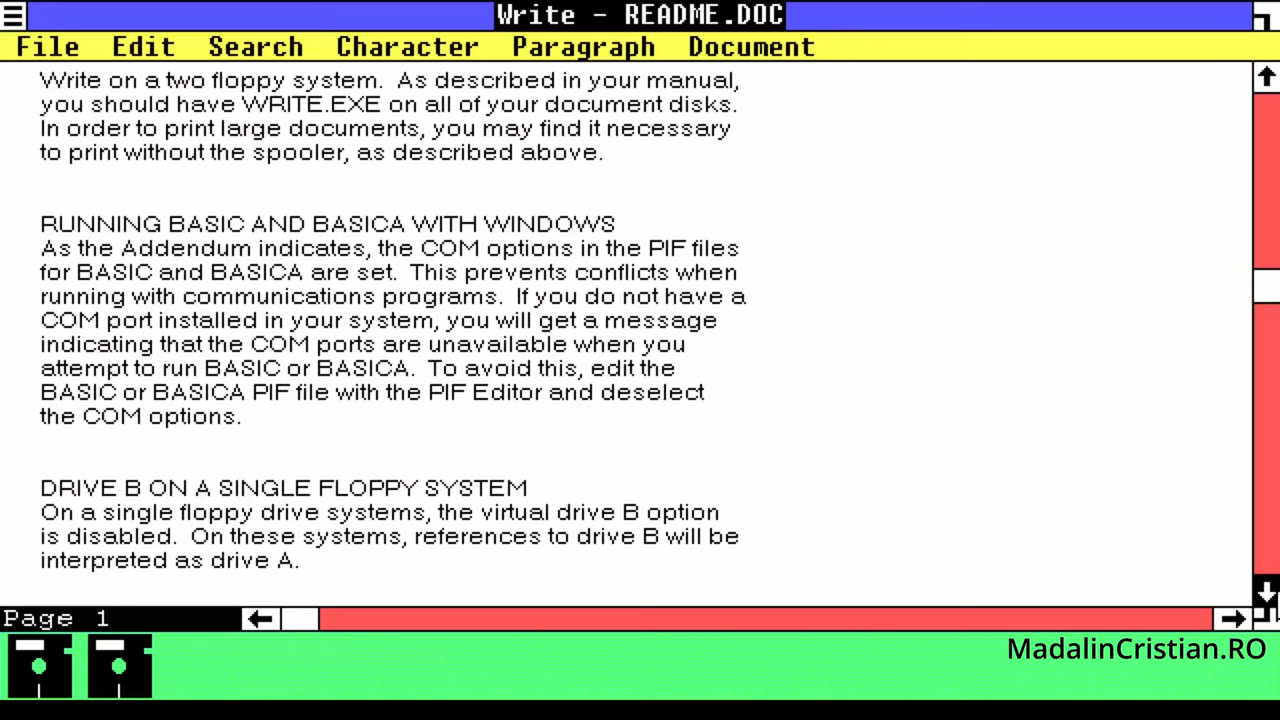 Write - README.DOC
File Edit Search Character Paragraph Document
Write on a two floppy system.  As described in your manual,
you should have WRITE.EXE on all of your document disks.
In order to print large documents, you may find it necessary
to print without the spooler, as described above.
RUNNING BASIC AND BASICA WITH WINDOWS
As the Addendum indicates, the COM options in the PIF files
for BASIC and BASICA are set.  This prevents conflicts when
running with communications programs.  If you do not have a
COM port installed in your system, you will get a message
indicating that the COM ports are unavailable when you
attempt to run BASIC or BASICA.  To avoid this, edit the
BASIC or BASICA PIF file with the PIF Editor and deselect
the COM options.
DRIVE B ON A SINGLE FLOPPY SYSTEM
On a single floppy drive systems, the virtual drive B option
is disabled.  On these systems, references to drive B will be
interpreted as drive A.
Page 1
MadalinCristian.RO